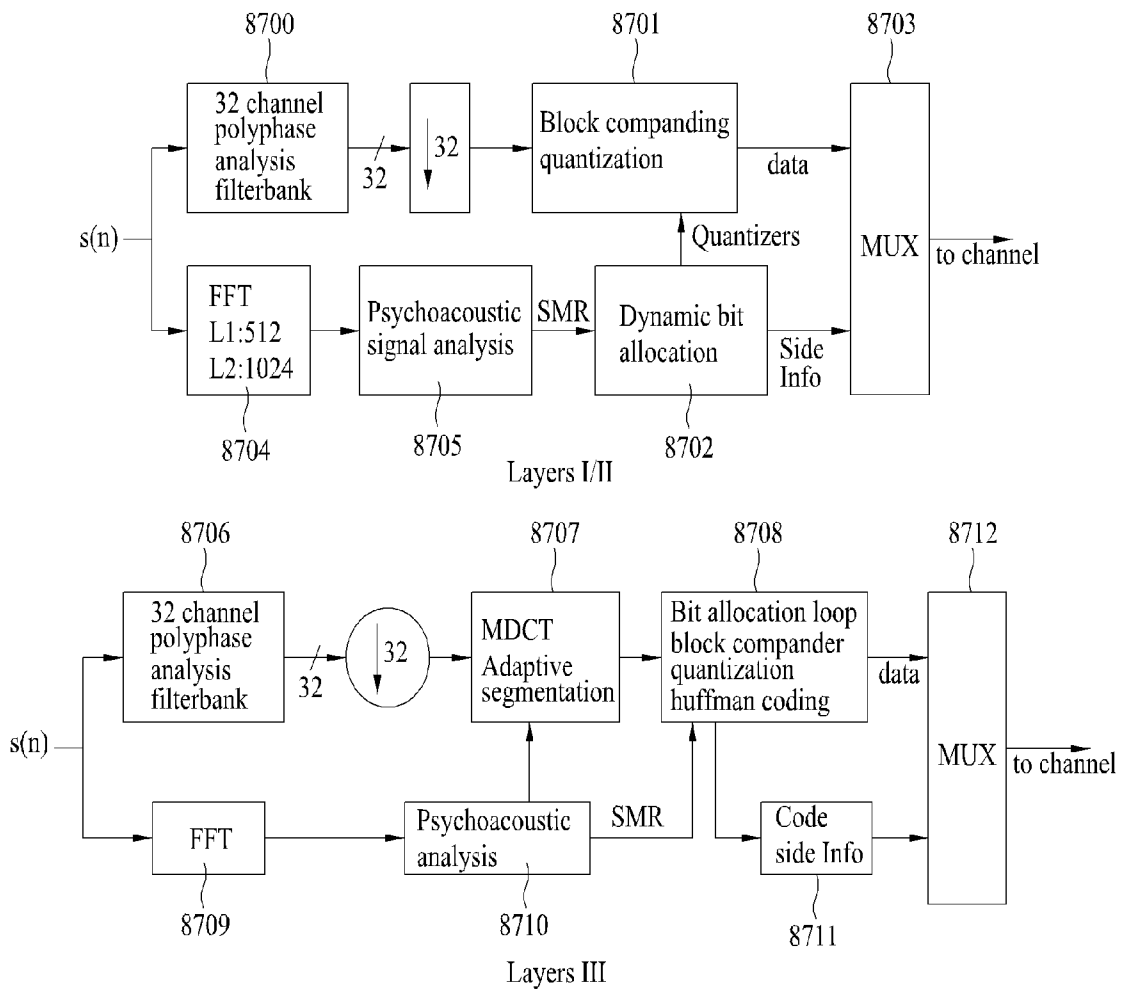 8700
8701
8703
32 channel
polyphase
analysis
filterbank
32
32
Block companding
quantization
data
s(n)
Quantizers
MUX
to channel
FFT
L1:512
L2:1024
Psychoacoustic
signal analysis
SMR
Dynamic bit
allocation
Side
Info
8704
8705
8702
Layers I/II
8706
8707
8708
8712
32 channel
polyphase
analysis
filterbank
32
32
MDCT
Adaptive
segmentation
Bit allocation loop
block compander
quantization
huffman coding
data
s(n)
MUX
to channel
FFT
Psychoacoustic
analysis
SMR
Code
side Info
8709
8710
8711
Layers III